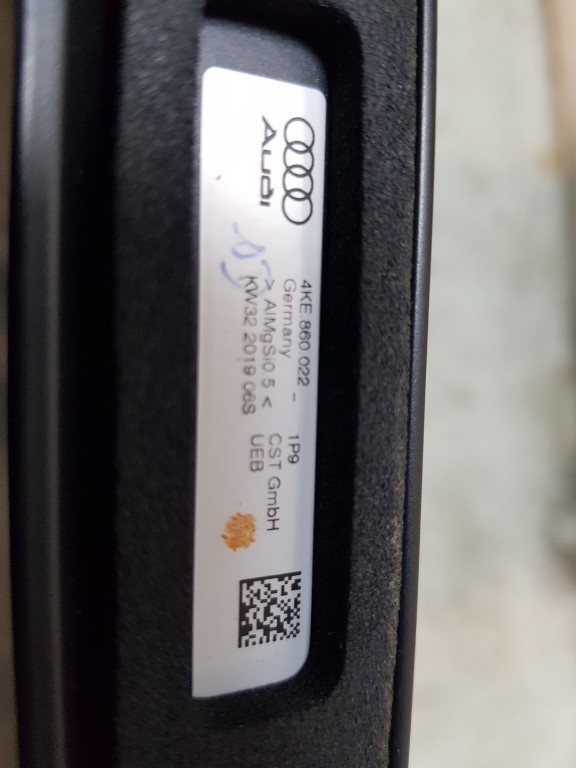 Audi
4KE 860 022 - 1P9
Germany CST GmbH
> AlMgSi0.5 < UEB
KW32 2019 06S